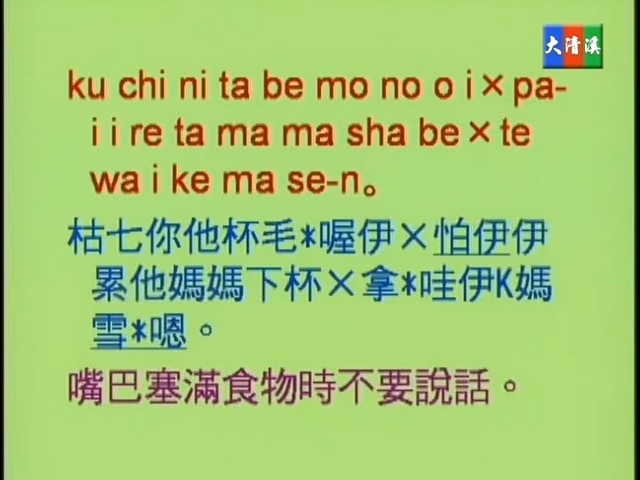 大清溪
ku chi ni ta be mo no o i×pa-
i i re ta ma ma sha be×te
wa i ke ma se-n。
枯七你他杯毛*喔伊×怕伊伊
累他媽媽下杯×拿*哇伊K媽
雪*嗯。
嘴巴塞滿食物時不要說話。